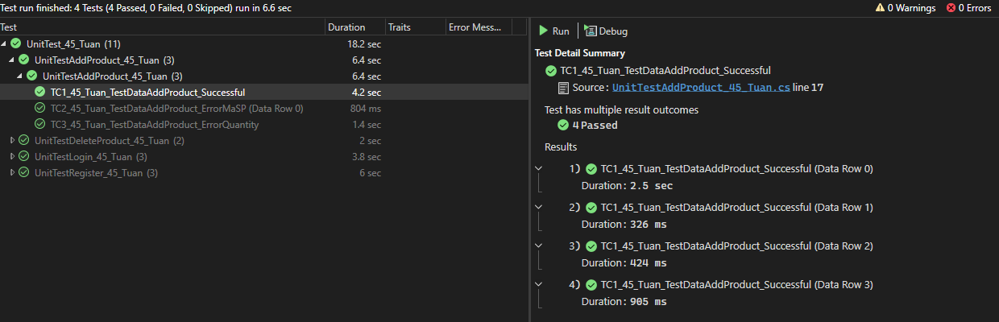 Test run finished: 4 Tests (4 Passed, 0 Failed, 0 Skipped) run in 6.6 sec
0 Warnings
0 Errors
Test Duration Traits Error Mess...
UnitTest_45_Tuan (11) 18.2 sec
UnitTestAddProduct_45_Tuan (3) 6.4 sec
UnitTestAddProduct_45_Tuan (3) 6.4 sec
TC1_45_Tuan_TestDataAddProduct_Successful 4.2 sec
TC2_45_Tuan_TestDataAddProduct_ErrorMaSP (Data Row 0) 804 ms
TC3_45_Tuan_TestDataAddProduct_ErrorQuantity 1.4 sec
UnitTestDeleteProduct_45_Tuan (2) 2 sec
UnitTestLogin_45_Tuan (3) 3.8 sec
UnitTestRegister_45_Tuan (3) 6 sec
Run Debug
Test Detail Summary
TC1_45_Tuan_TestDataAddProduct_Successful
Source: UnitTestAddProduct_45_Tuan.cs line 17
Test has multiple result outcomes
4 Passed
Results
1) TC1_45_Tuan_TestDataAddProduct_Successful (Data Row 0)
Duration: 2.5 sec
2) TC1_45_Tuan_TestDataAddProduct_Successful (Data Row 1)
Duration: 326 ms
3) TC1_45_Tuan_TestDataAddProduct_Successful (Data Row 2)
Duration: 424 ms
4) TC1_45_Tuan_TestDataAddProduct_Successful (Data Row 3)
Duration: 905 ms